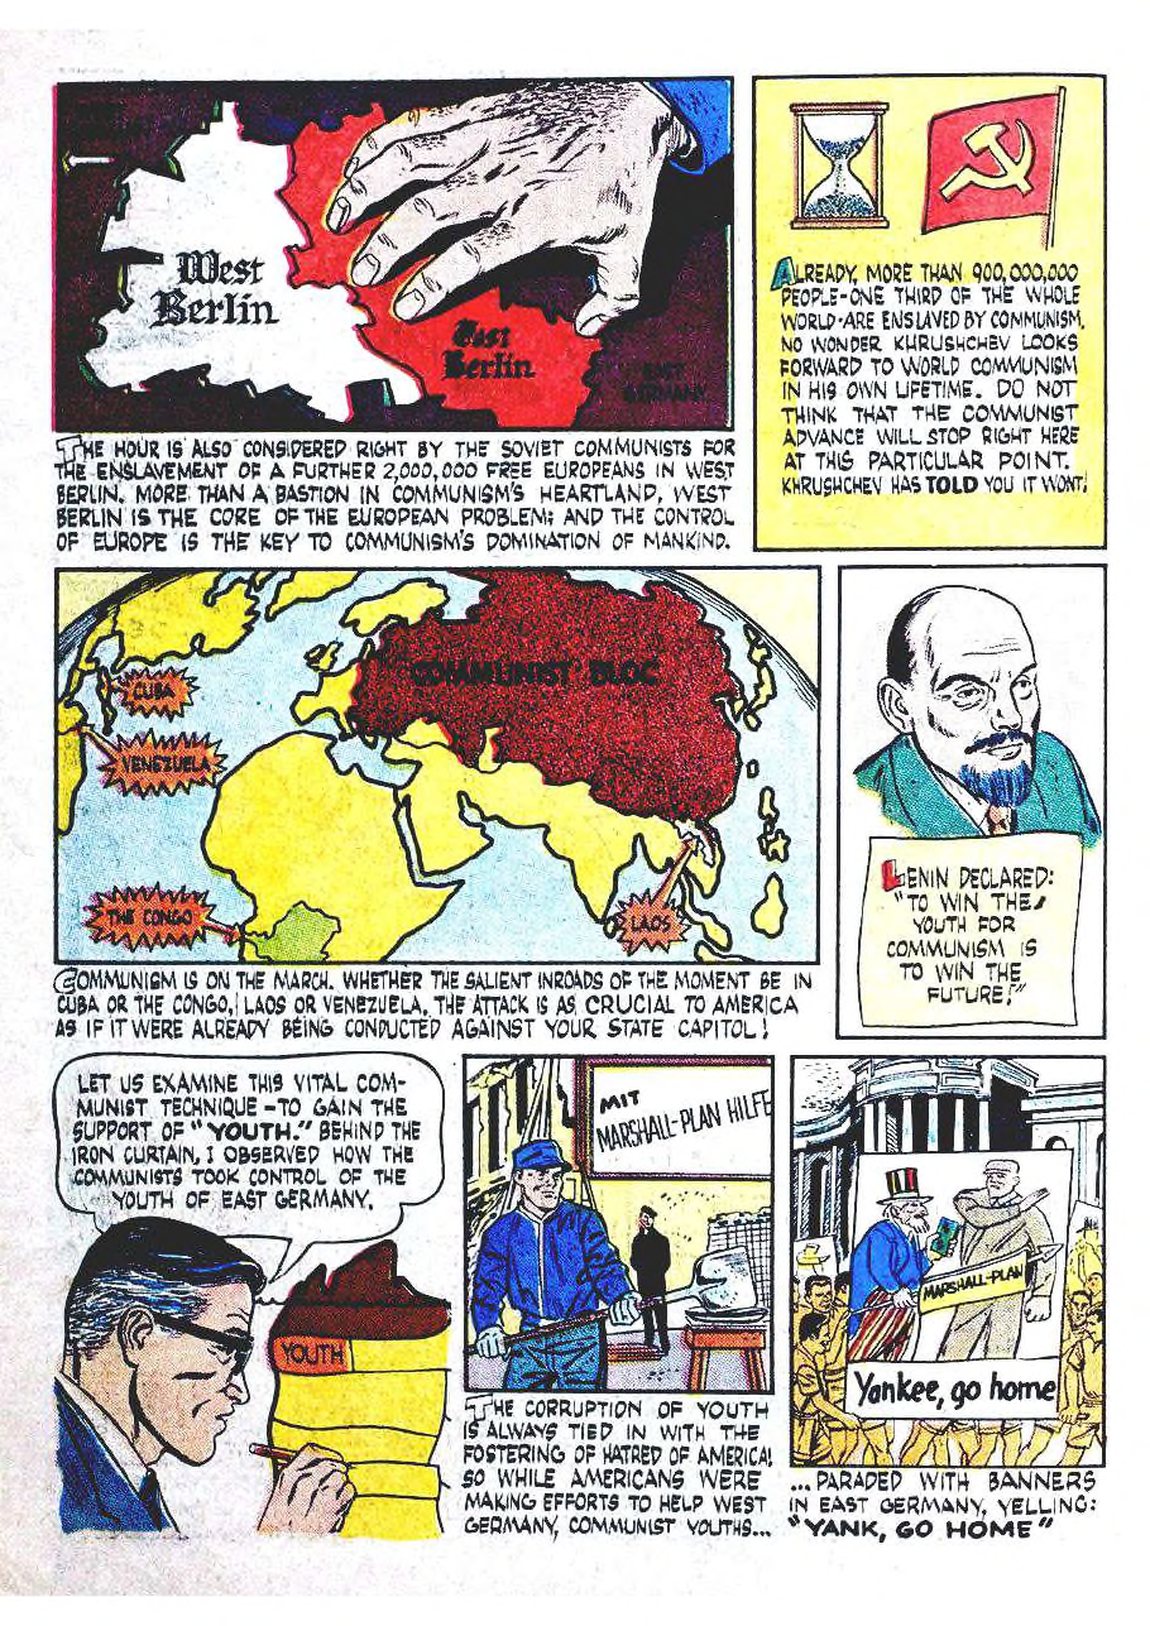 West
Berlin
East
Berlin
EAST
GERMANY
THE HOUR IS ALSO CONSIDERED RIGHT BY THE SOVIET COMMUNISTS FOR
THE ENSLAVEMENT OF A FURTHER 2,000,000 FREE EUROPEANS IN WEST
BERLIN. MORE THAN A BASTION IN COMMUNISM'S HEARTLAND, WEST
BERLIN IS THE CORE OF THE EUROPEAN PROBLEM; AND THE CONTROL
OF EUROPE IS THE KEY TO COMMUNISM'S DOMINATION OF MANKIND.
ALREADY, MORE THAN 900,000,000
PEOPLE-ONE THIRD OF THE WHOLE
WORLD-ARE ENSLAVED BY COMMUNISM.
NO WONDER KHRUSHCHEV LOOKS
FORWARD TO WORLD COMMUNISM
IN HIS OWN LIFETIME. DO NOT
THINK THAT THE COMMUNIST
ADVANCE WILL STOP RIGHT HERE
AT THIS PARTICULAR POINT.
KHRUSHCHEV HAS TOLD YOU IT WONT!
COMMUNIST BLOC
CUBA
VENEZUELA
THE CONGO
LAOS
COMMUNISM IS ON THE MARCH. WHETHER THE SALIENT INROADS OF THE MOMENT BE IN
CUBA OR THE CONGO, LAOS OR VENEZUELA, THE ATTACK IS AS CRUCIAL TO AMERICA
AS IF IT WERE ALREADY BEING CONDUCTED AGAINST YOUR STATE CAPITOL!
LENIN DECLARED:
"TO WIN THE
YOUTH FOR
COMMUNISM IS
TO WIN THE
FUTURE!"
LET US EXAMINE THIS VITAL COM-
MUNIST TECHNIQUE-TO GAIN THE
SUPPORT OF "YOUTH." BEHIND THE
IRON CURTAIN, I OBSERVED HOW THE
COMMUNISTS TOOK CONTROL OF THE
YOUTH OF EAST GERMANY.
YOUTH
MIT
MARSHALL-PLAN HILFE
THE CORRUPTION OF YOUTH
IS ALWAYS TIED IN WITH THE
FOSTERING OF HATRED OF AMERICA!
SO WHILE AMERICANS WERE
MAKING EFFORTS TO HELP WEST
GERMANY, COMMUNIST YOUTHS...
MARSHALL-PLAN
Yankee, go home
...PARADED WITH BANNERS
IN EAST GERMANY, YELLING:
"YANK, GO HOME"